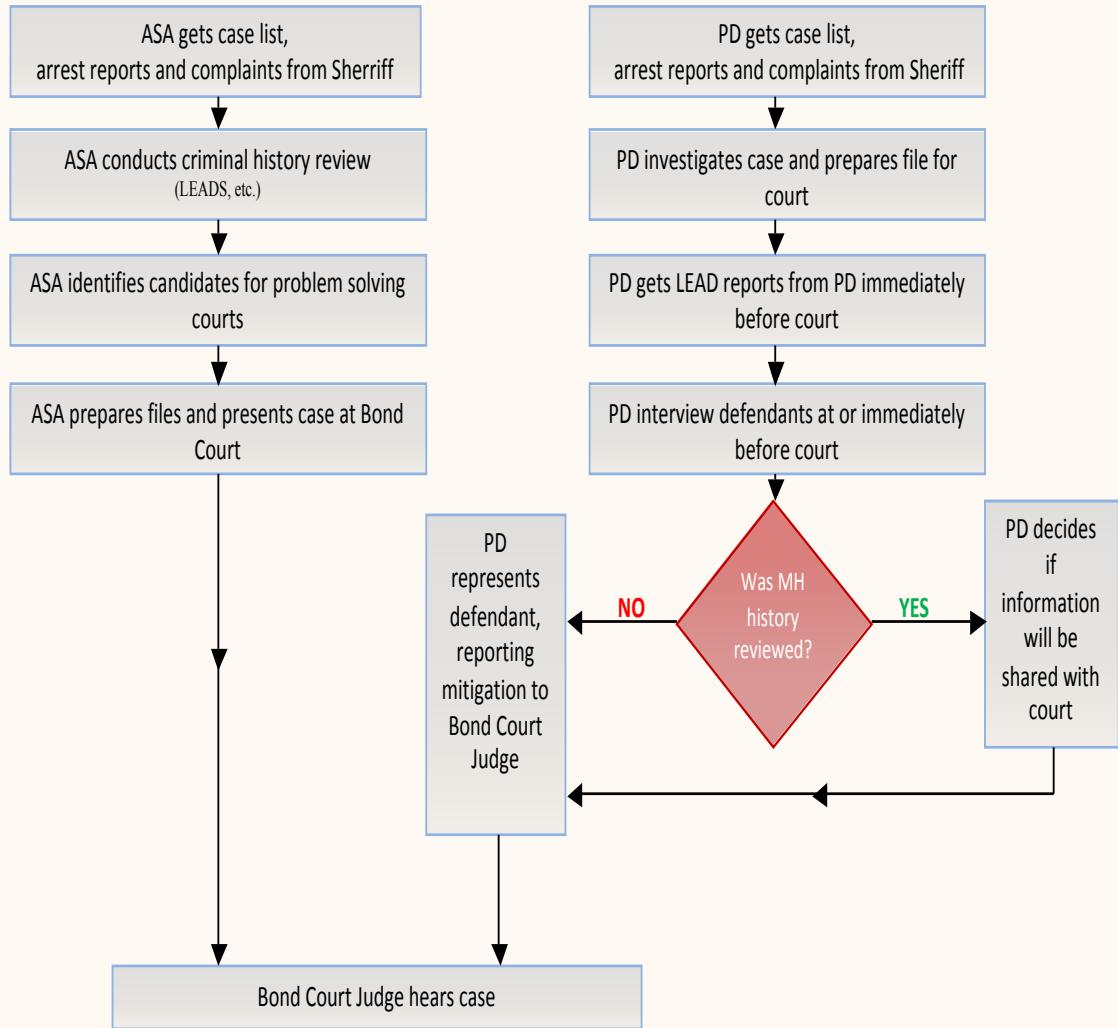 ASA gets case list,
arrest reports and complaints from Sherriff
ASA conducts criminal history review
(LEADS, etc.)
ASA identifies candidates for problem solving
courts
ASA prepares files and presents case at Bond
Court
PD gets case list,
arrest reports and complaints from Sheriff
PD investigates case and prepares file for
court
PD gets LEAD reports from PD immediately
before court
PD interview defendants at or immediately
before court
Was MH
history
reviewed?
NO
YES
PD
represents
defendant,
reporting
mitigation to
Bond Court
Judge
PD decides
if
information
will be
shared with
court
Bond Court Judge hears case